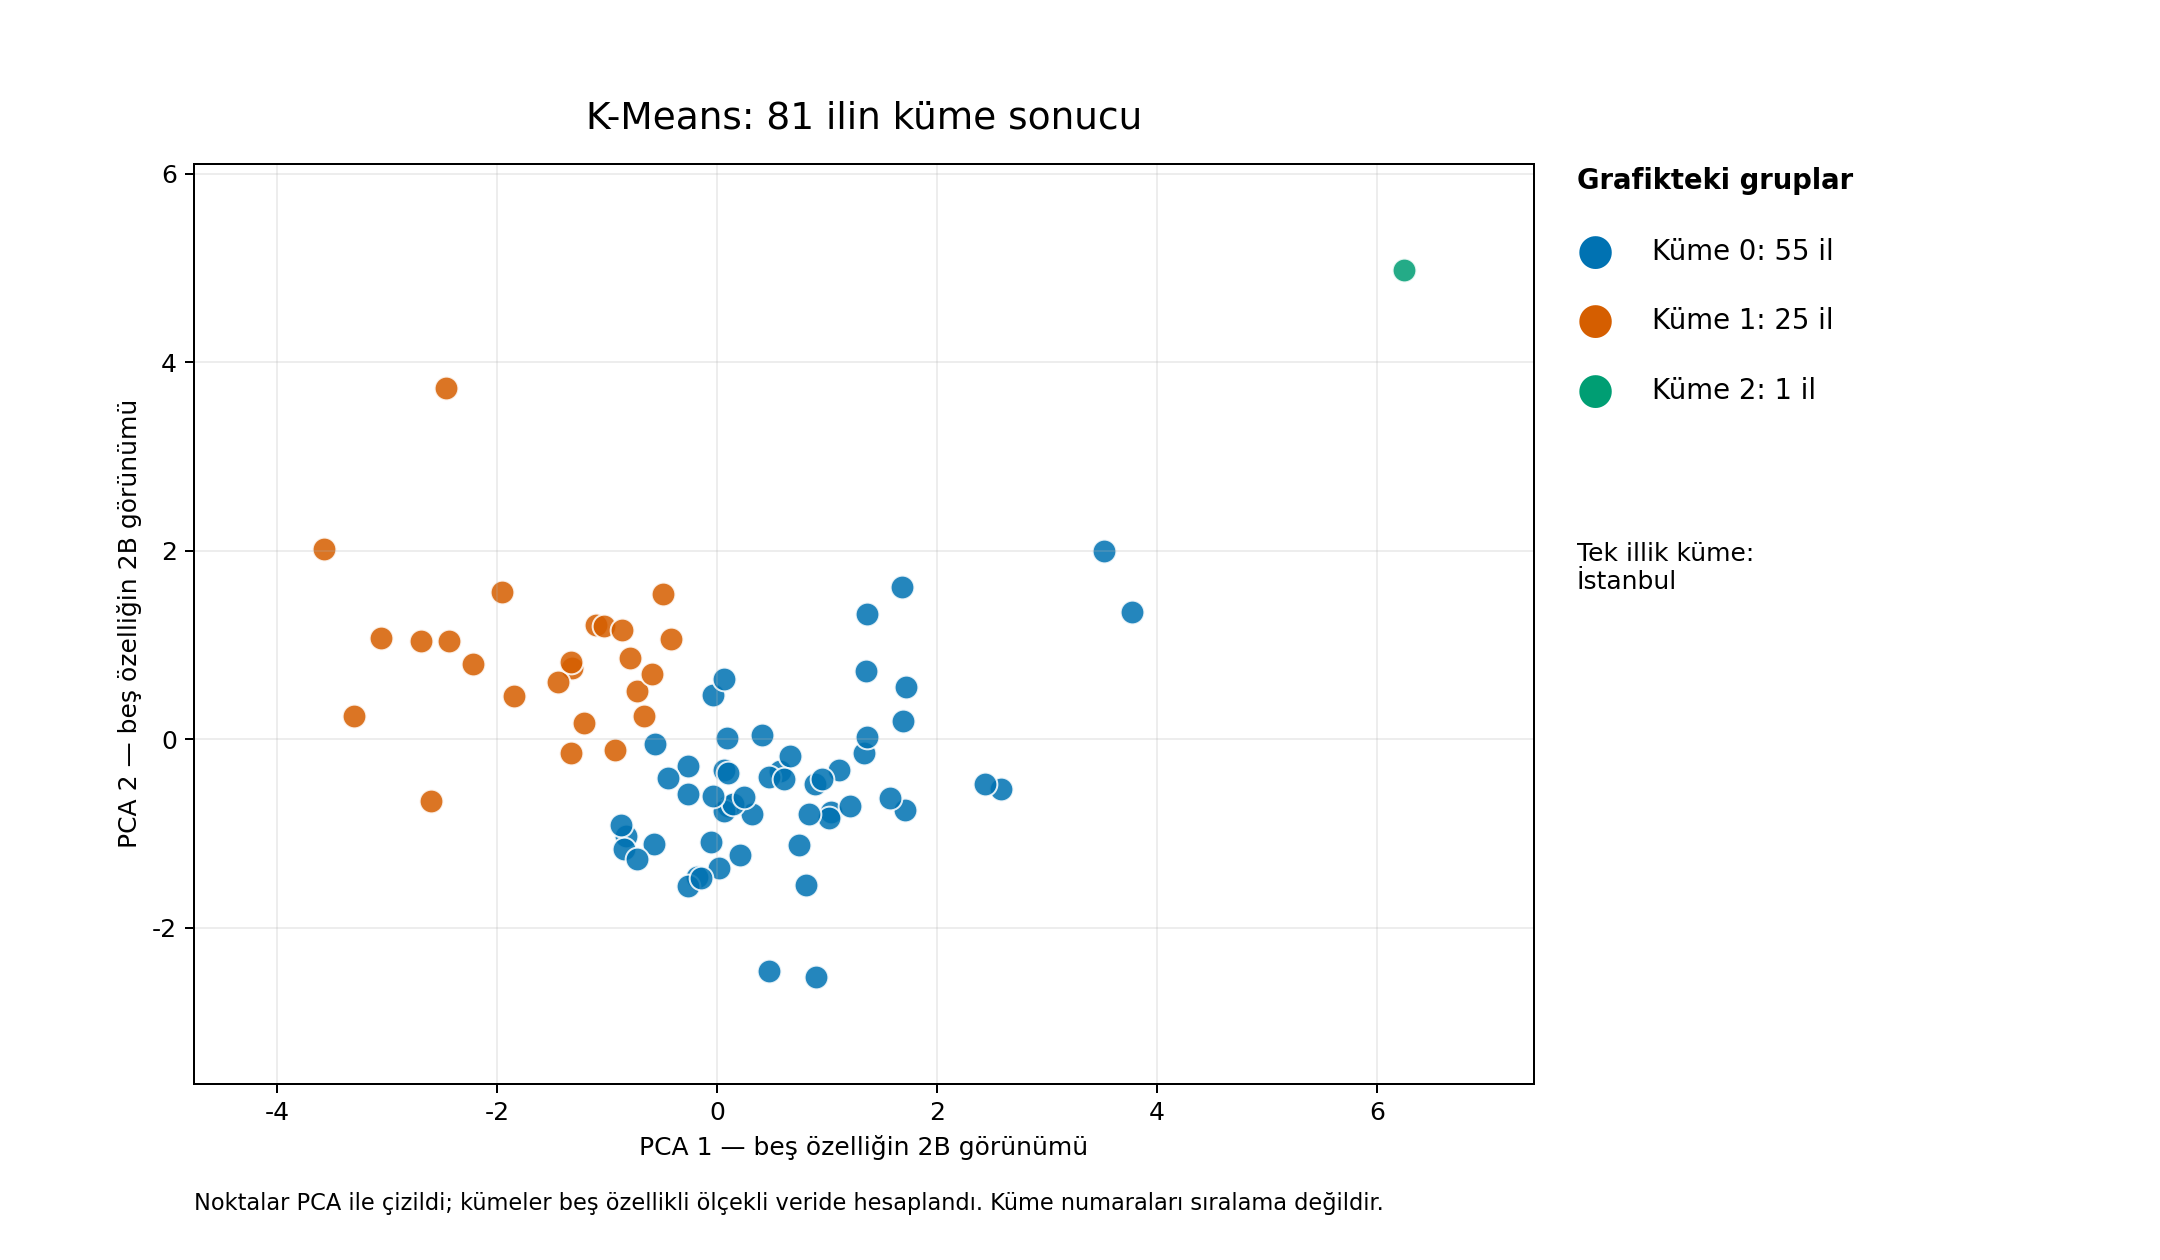 K-Means: 81 ilin küme sonucu
6
4
2
0
-2
PCA 2 — beş özelliğin 2B görünümü
-4
-2
0
2
4
6
PCA 1 — beş özelliğin 2B görünümü
Grafikteki gruplar
Küme 0: 55 il
Küme 1: 25 il
Küme 2: 1 il
Tek illik küme:
İstanbul
Noktalar PCA ile çizildi; kümeler beş özellikli ölçekli veride hesaplandı. Küme numaraları sıralama değildir.